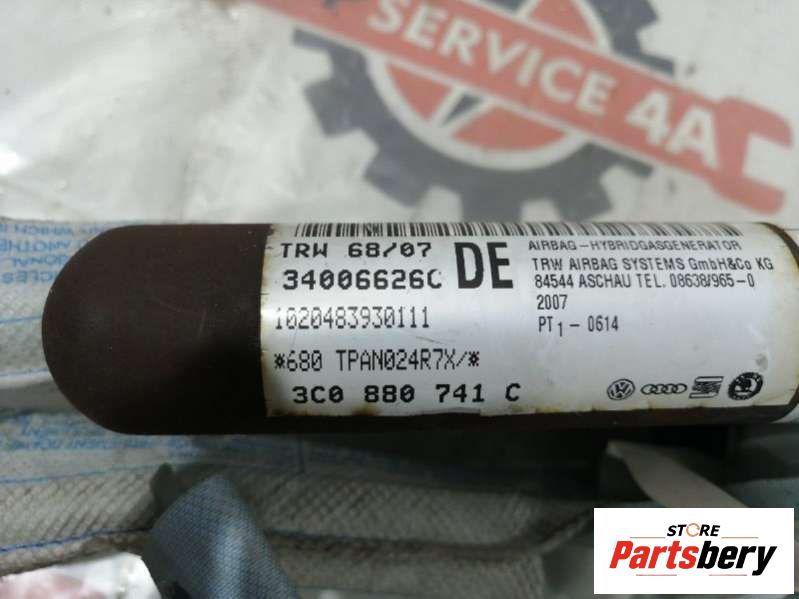 SERVICE 4A
TRW 68/07
34006626C
DE
AIRBAG-HYBRIDGASGENERATOR
TRW AIRBAG SYSTEMS GmbH&Co KG
84544 ASCHAU TEL. 08638/965-0
2007
PT1 - 0614
1020483930111
*680 TPAN024R7X/*
3C0 880 741 C
STORE
Partsbery